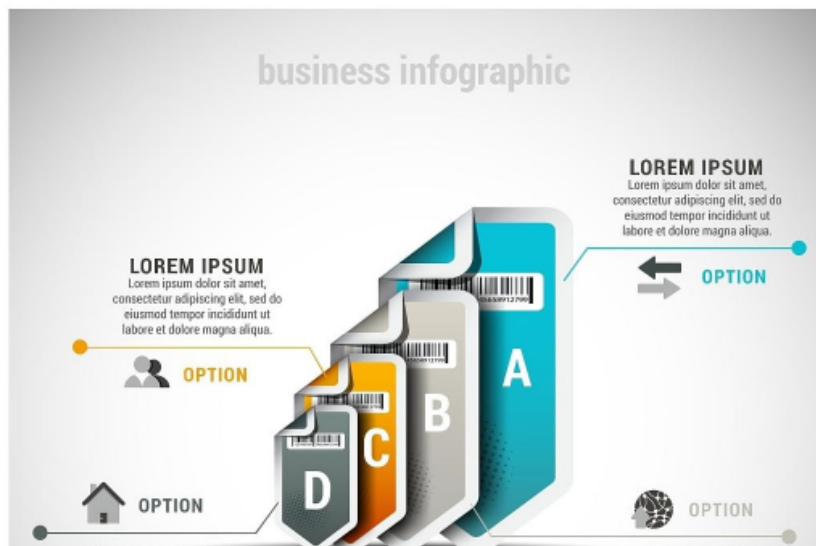 business infographic
LOREM IPSUM
Lorem ipsum dolor sit amet,
consectetur adipiscing elit, sed do
eiusmod tempor incididunt ut
labore et dolore magna aliqua.
OPTION
LOREM IPSUM
Lorem ipsum dolor sit amet,
consectetur adipiscing elit, sed do
eiusmod tempor incididunt ut
labore et dolore magna aliqua.
OPTION
A
B
C
D
OPTION
OPTION